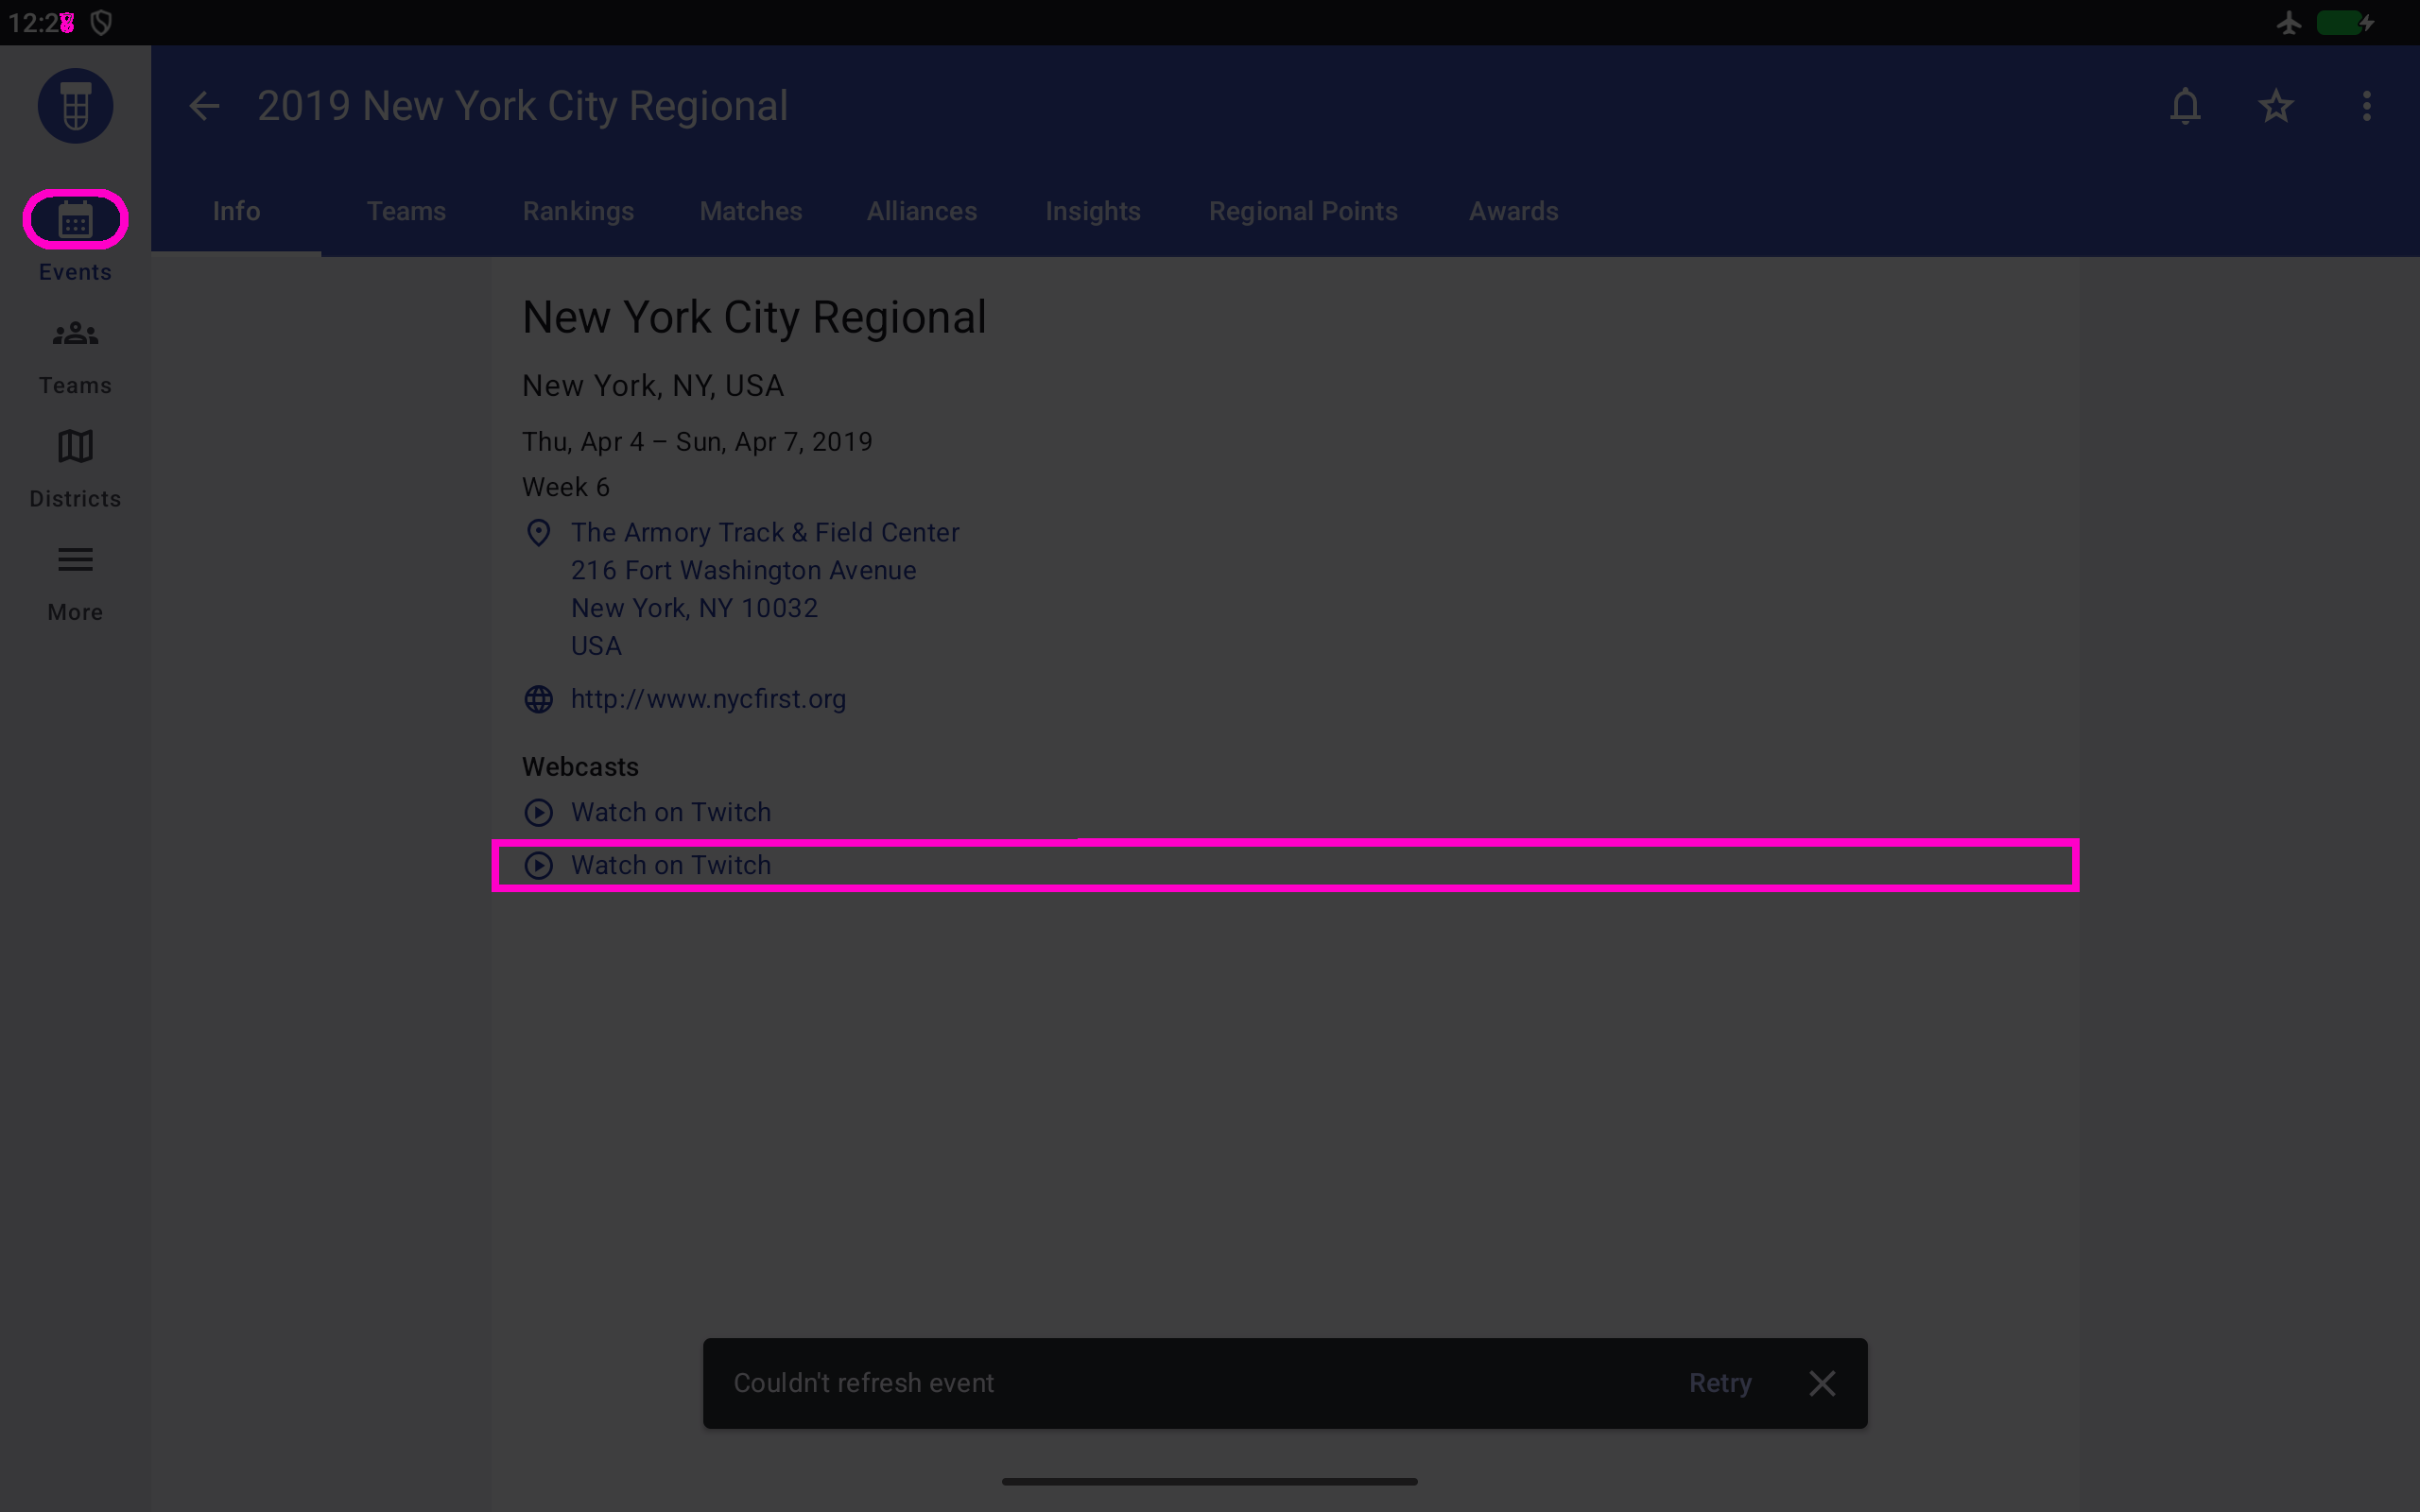 2019 New York City Regional
Info Teams Rankings Matches Alliances Insights Regional Points Awards
Events
Teams
Districts
More
New York City Regional
New York, NY, USA
Thu, Apr 4 – Sun, Apr 7, 2019
Week 6
The Armory Track & Field Center
216 Fort Washington Avenue
New York, NY 10032
USA
http://www.nycfirst.org
Webcasts
Watch on Twitch
Watch on Twitch
Couldn't refresh event Retry